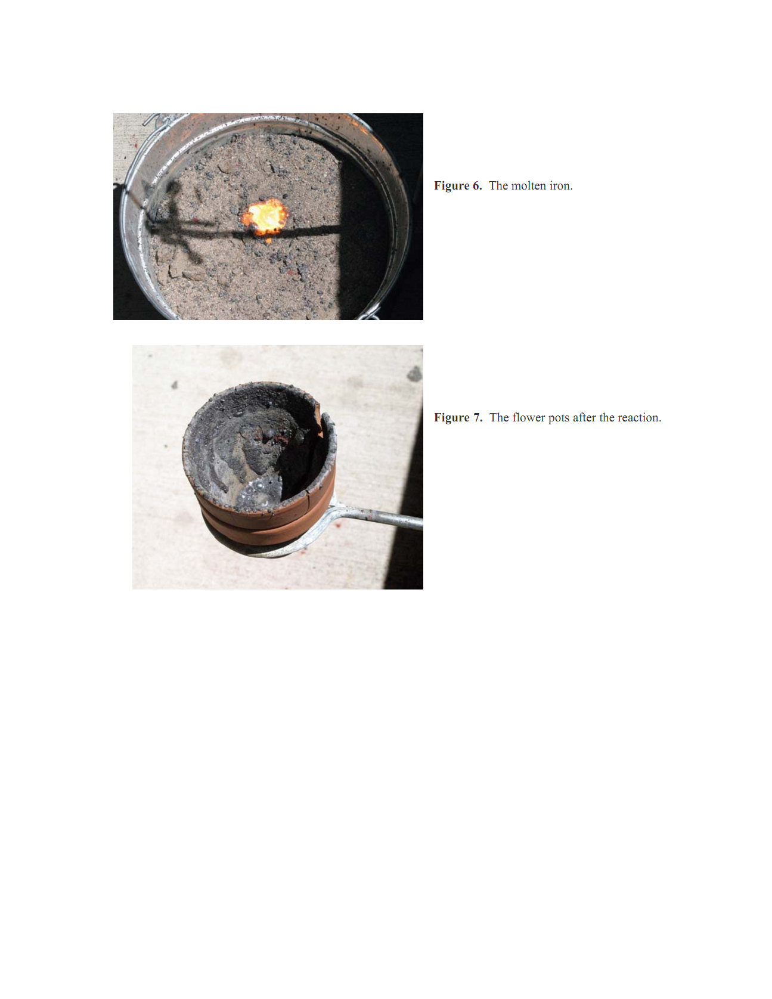 Figure 6. The molten iron.
Figure 7. The flower pots after the reaction.